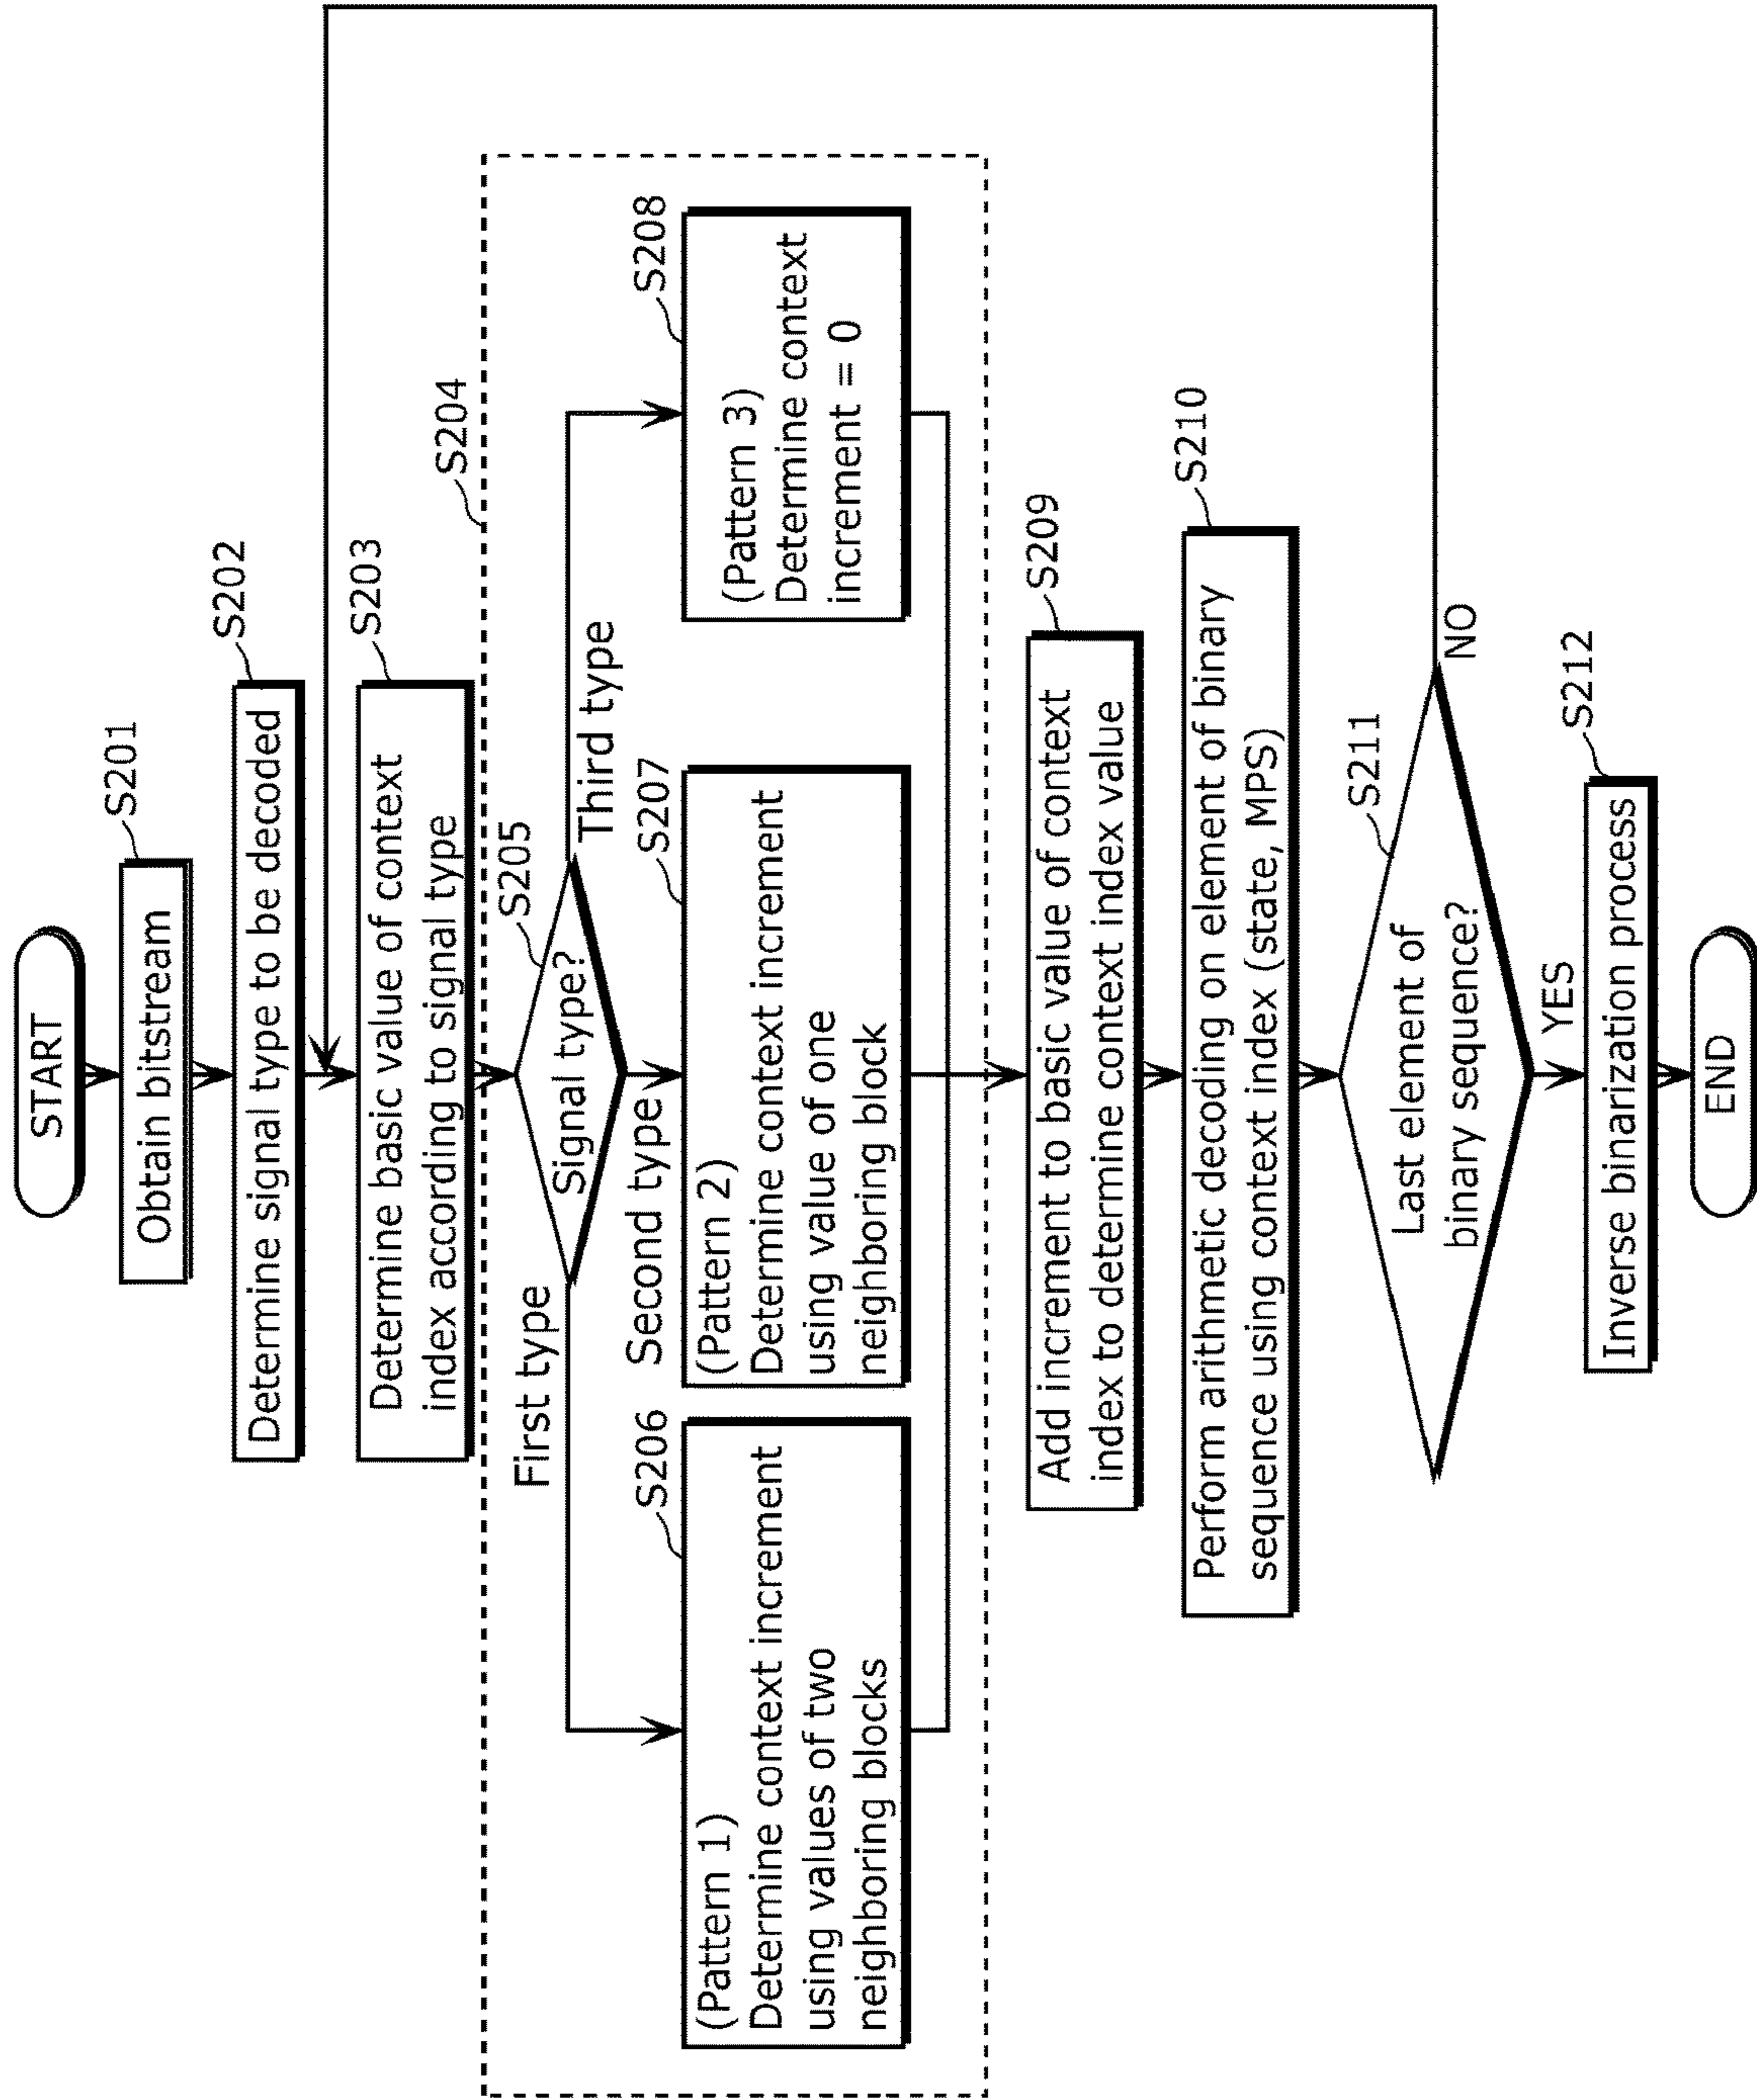 START
S201
Obtain bitstream
S202
Determine signal type to be decoded
S203
Determine basic value of context
index according to signal type
S204
S205
Signal type?
First type
Second type
Third type
S206
(Pattern 1)
Determine context increment
using values of two
neighboring blocks
S207
(Pattern 2)
Determine context increment
using value of one
neighboring block
S208
(Pattern 3)
Determine context
increment = 0
S209
Add increment to basic value of context
index to determine context index value
S210
Perform arithmetic decoding on element of binary
sequence using context index (state, MPS)
S211
Last element of
binary sequence?
NO
YES
S212
Inverse binarization process
END